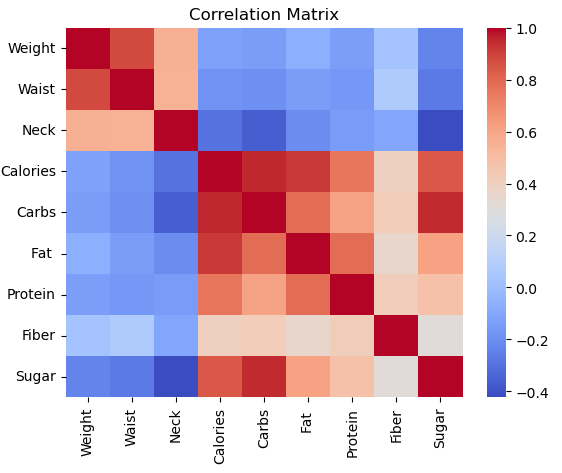 Correlation Matrix
Weight
Waist
Neck
Calories
Carbs
Fat
Protein
Fiber
Sugar
Weight
Waist
Neck
Calories
Carbs
Fat
Protein
Fiber
Sugar
1.0
0.8
0.6
0.4
0.2
0.0
−0.2
−0.4